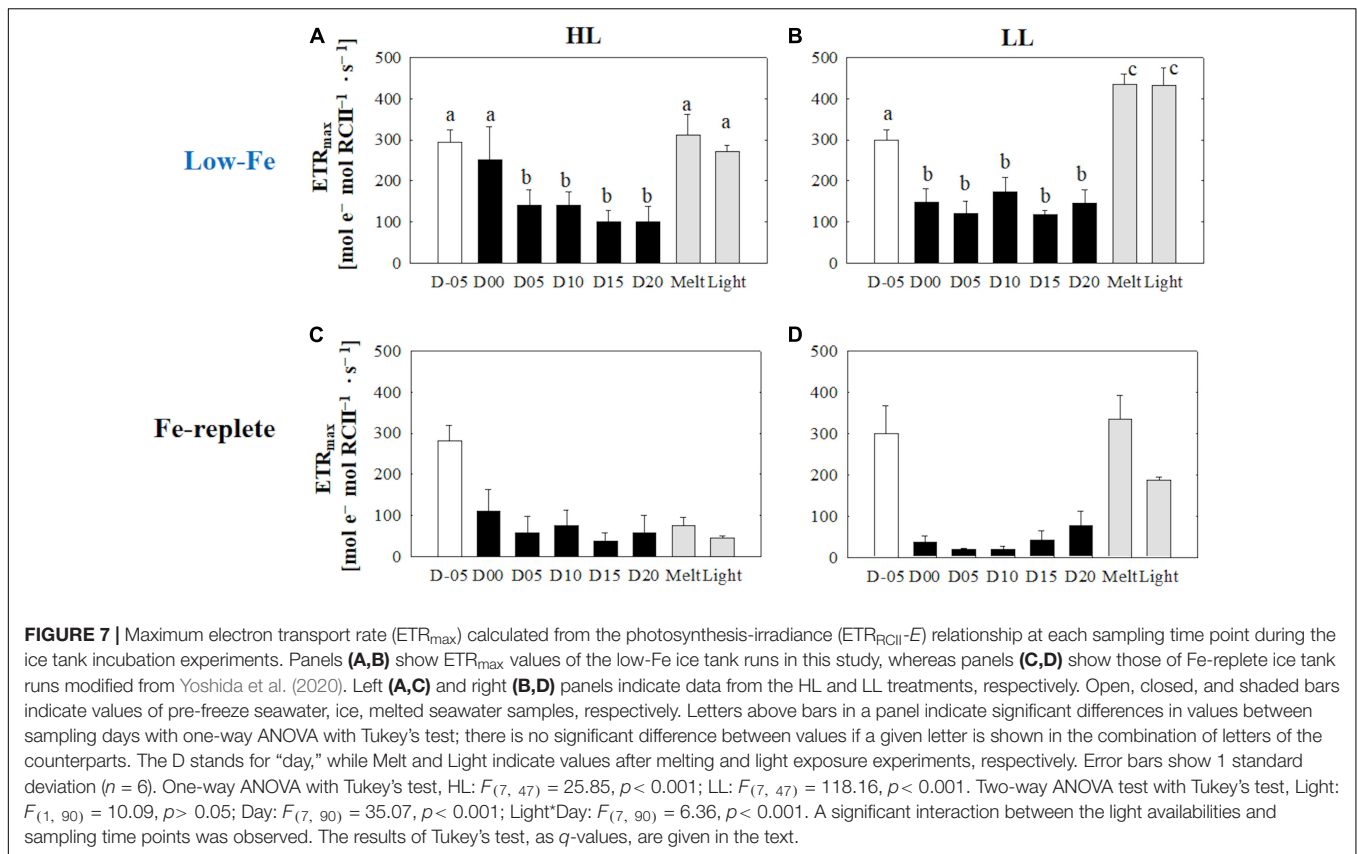 A HL
B LL
Low-Fe
ETRmax
[mol e− mol RCII−1 · s−1]
500
400
300
200
100
0
a a b b b b a a
D-05 D00 D05 D10 D15 D20 Melt Light
500
400
300
200
100
0
a b b b b b c c
D-05 D00 D05 D10 D15 D20 Melt Light
C
D
Fe-replete
ETRmax
[mol e− mol RCII−1 · s−1]
500
400
300
200
100
0
D-05 D00 D05 D10 D15 D20 Melt Light
500
400
300
200
100
0
D-05 D00 D05 D10 D15 D20 Melt Light
FIGURE 7 | Maximum electron transport rate (ETRmax) calculated from the photosynthesis-irradiance (ETRRCII-E) relationship at each sampling time point during the
ice tank incubation experiments. Panels (A,B) show ETRmax values of the low-Fe ice tank runs in this study, whereas panels (C,D) show those of Fe-replete ice tank
runs modified from Yoshida et al. (2020). Left (A,C) and right (B,D) panels indicate data from the HL and LL treatments, respectively. Open, closed, and shaded bars
indicate values of pre-freeze seawater, ice, melted seawater samples, respectively. Letters above bars in a panel indicate significant differences in values between
sampling days with one-way ANOVA with Tukey's test; there is no significant difference between values if a given letter is shown in the combination of letters of the
counterparts. The D stands for "day," while Melt and Light indicate values after melting and light exposure experiments, respectively. Error bars show 1 standard
deviation (n = 6). One-way ANOVA with Tukey's test, HL: F(7, 47) = 25.85, p< 0.001; LL: F(7, 47) = 118.16, p< 0.001. Two-way ANOVA test with Tukey's test, Light:
F(1, 90) = 10.09, p> 0.05; Day: F(7, 90) = 35.07, p< 0.001; Light*Day: F(7, 90) = 6.36, p< 0.001. A significant interaction between the light availabilities and
sampling time points was observed. The results of Tukey's test, as q-values, are given in the text.